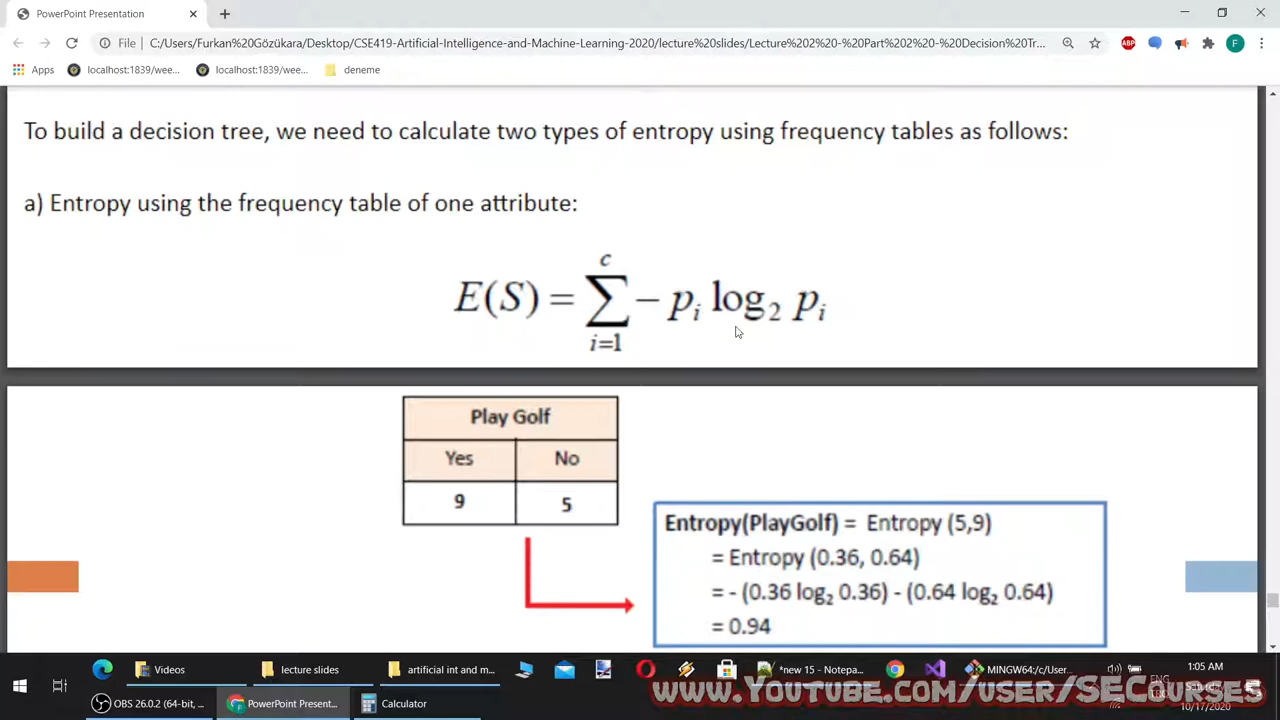 PowerPoint Presentation
File
C:/Users/Furkan%20Gözükara/Desktop/CSE419-Artificial-Intelligence-and-Machine-Learning-2020/lecture%20slides/Lecture%202%20-%20Part%202%20-%20Decision%20Tr...
ABP
F
Apps
localhost:1839/wee...
localhost:1839/wee...
deneme
To build a decision tree, we need to calculate two types of entropy using frequency tables as follows:
a) Entropy using the frequency table of one attribute:
E(S) = ∑_{i=1}^{c} − p_i log₂ p_i
Play Golf
Yes No
9 5
Entropy(PlayGolf) = Entropy (5,9)
= Entropy (0.36, 0.64)
= - (0.36 log₂ 0.36) - (0.64 log₂ 0.64)
= 0.94
Videos
lecture slides
artificial int and m...
*new 15 - Notepa...
MINGW64:/c/User...
ENG
1:05 AM
OBS 26.0.2 (64-bit, ...
PowerPoint Present...
Calculator
10/17/2020
www.YouTube.com/user/SECourses